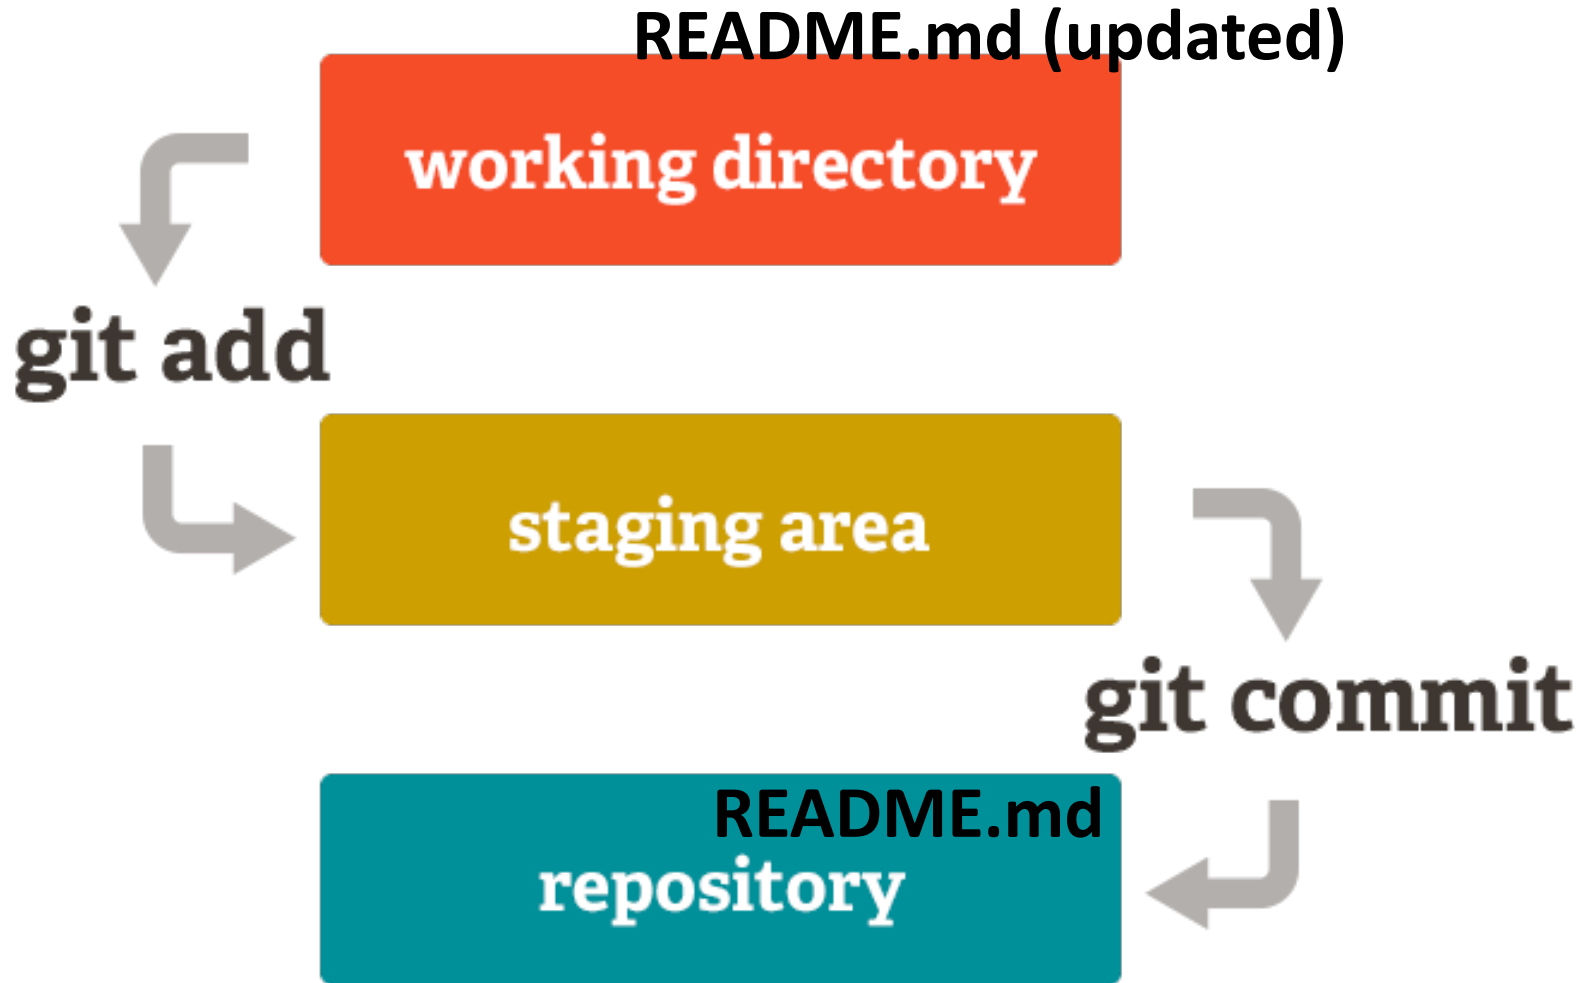 README.md (updated)
working directory
git add
staging area
git commit
README.md
repository